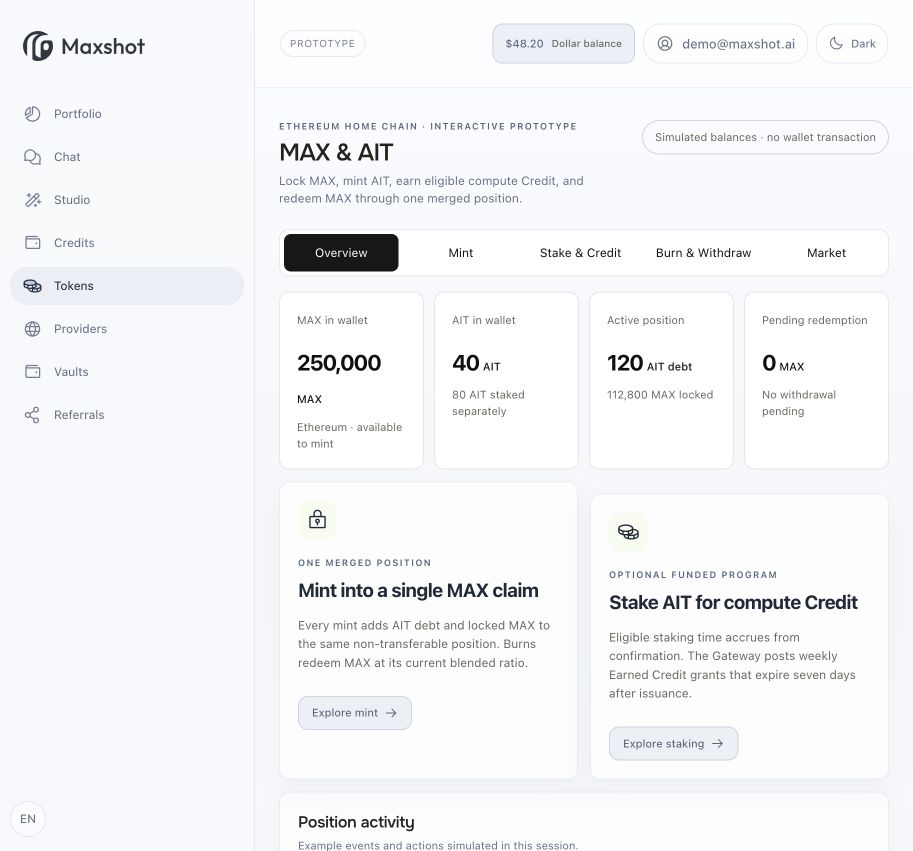 Maxshot
Portfolio
Chat
Studio
Credits
Tokens
Providers
Vaults
Referrals
EN
PROTOTYPE
$48.20 Dollar balance
demo@maxshot.ai
Dark
ETHEREUM HOME CHAIN · INTERACTIVE PROTOTYPE
MAX & AIT
Lock MAX, mint AIT, earn eligible compute Credit, and
redeem MAX through one merged position.
Simulated balances · no wallet transaction
Overview
Mint
Stake & Credit
Burn & Withdraw
Market
MAX in wallet
250,000
MAX
Ethereum · available
to mint
AIT in wallet
40 AIT
80 AIT staked
separately
Active position
120 AIT debt
112,800 MAX locked
Pending redemption
0 MAX
No withdrawal
pending
ONE MERGED POSITION
Mint into a single MAX claim
Every mint adds AIT debt and locked MAX to
the same non-transferable position. Burns
redeem MAX at its current blended ratio.
Explore mint
OPTIONAL FUNDED PROGRAM
Stake AIT for compute Credit
Eligible staking time accrues from
confirmation. The Gateway posts weekly
Earned Credit grants that expire seven days
after issuance.
Explore staking
Position activity
Example events and actions simulated in this session.